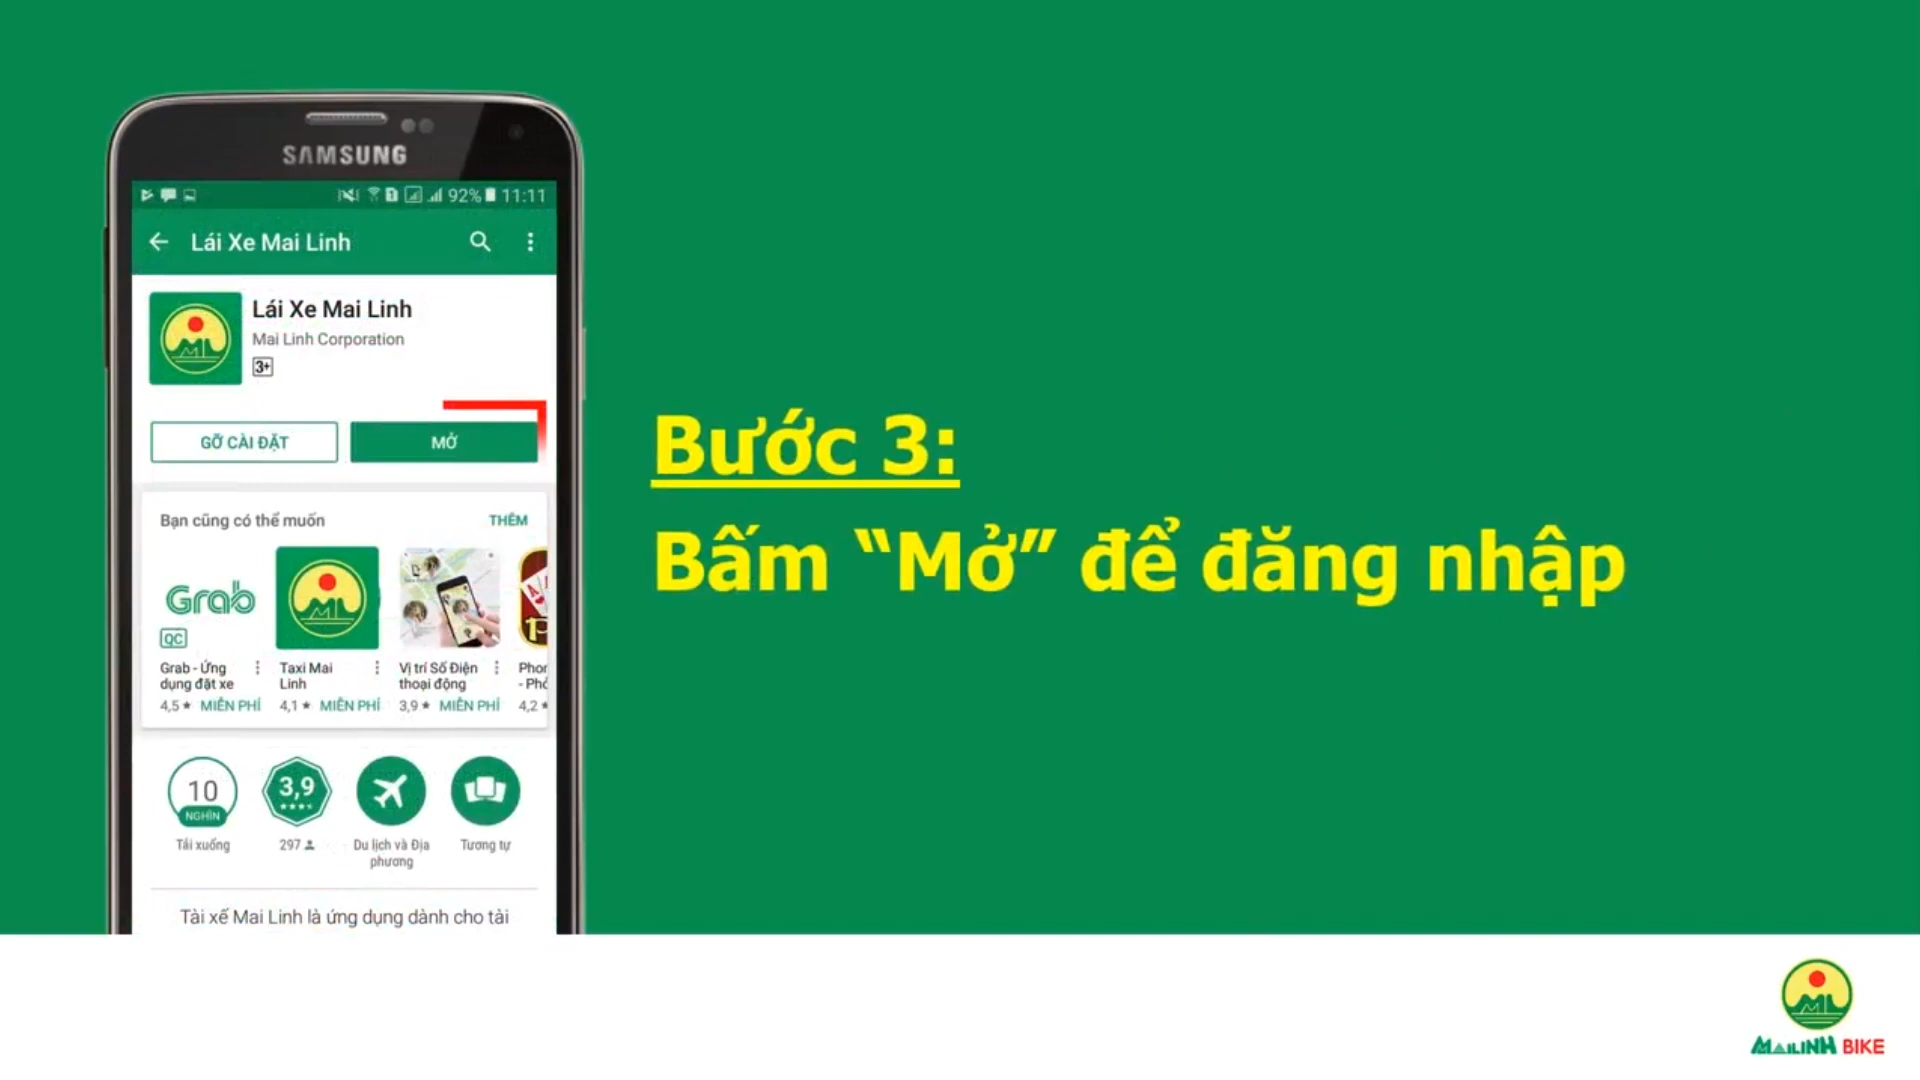 SAMSUNG
92% 11:11
Lái Xe Mai Linh
Lái Xe Mai Linh
Mai Linh Corporation
3+
GỠ CÀI ĐẶT
MỞ
Bước 3:
Bấm “Mở” để đăng nhập
Bạn cũng có thể muốn
THÊM
Grab
QC
Grab - Ứng
dụng đặt xe
4,5 ★ MIỄN PHÍ
Taxi Mai
Linh
4,1 ★ MIỄN PHÍ
Vị trí Số Điện
thoại động
3,9 ★ MIỄN PHÍ
4,2 ★
10
NGHÌN
Tải xuống
3,9
297
Du lịch và Địa
phương
Tương tự
Tài xế Mai Linh là ứng dụng dành cho tài
MAILINH BIKE